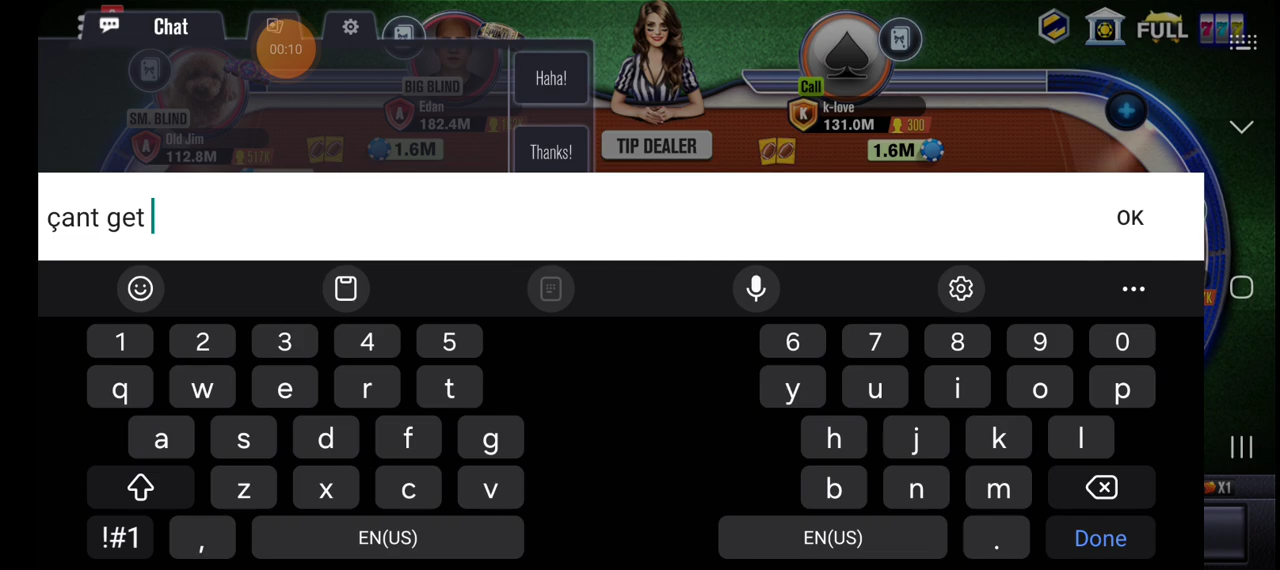 Chat
00:10
FULL
777
BIG BLIND
Haha!
Call
SM. BLIND
A
Edan
182.4M
K
k-love
131.0M
300
A
Old Jim
112.8M
517K
1.6M
Thanks!
TIP DEALER
1.6M
çant get
OK
1 2 3 4 5 6 7 8 9 0
q w e r t y u i o p
a s d f g h j k l
z x c v b n m
X1
!#1 , EN(US) EN(US) . Done